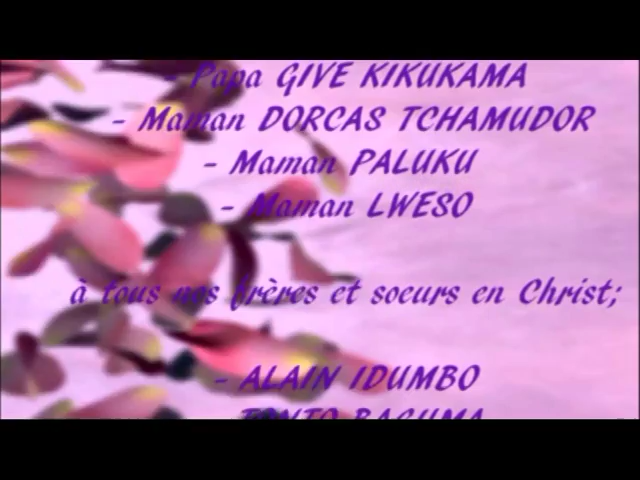 - Papa GIVE KIKUKAMA
- Maman DORCAS TCHAMUDOR
- Maman PALUKU
- Maman LWESO
à tous nos frères et soeurs en Christ;
- ALAIN IDUMBO